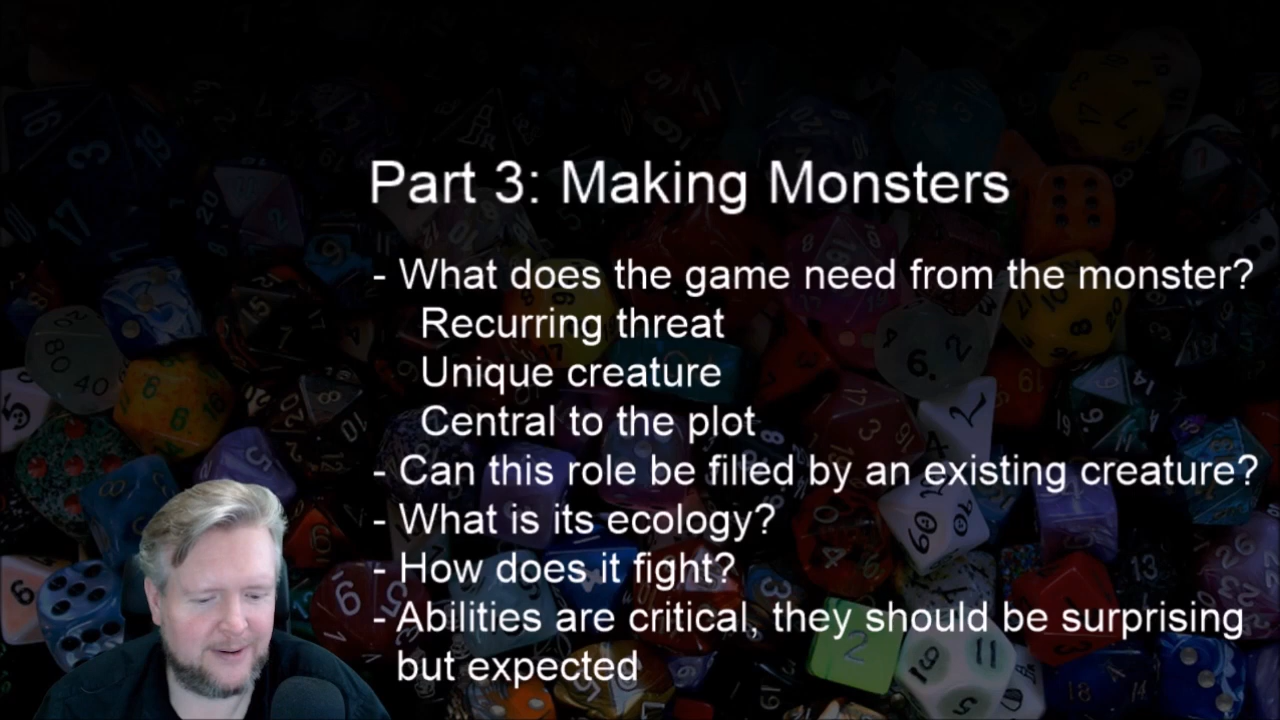 Part 3: Making Monsters
- What does the game need from the monster?
Recurring threat
Unique creature
Central to the plot
- Can this role be filled by an existing creature?
- What is its ecology?
- How does it fight?
- Abilities are critical, they should be surprising
but expected